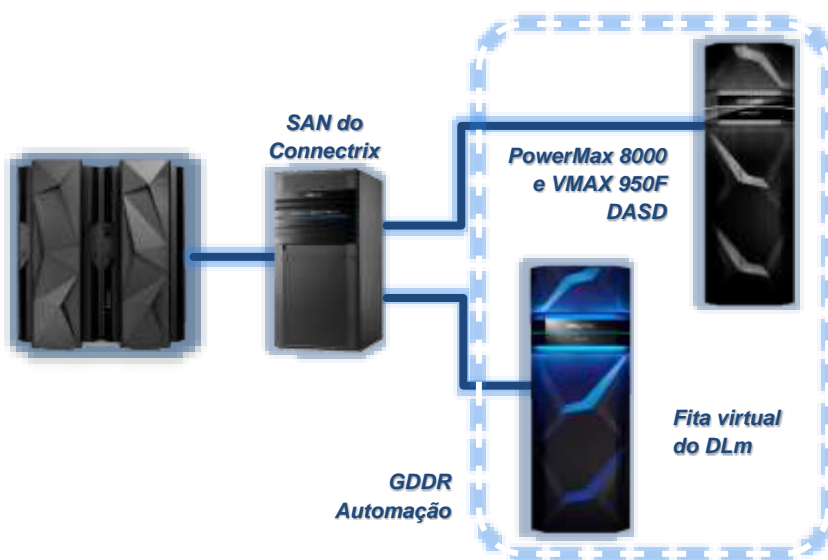 SAN do
Connectrix
PowerMax 8000
e VMAX 950F
DASD
Fita virtual
do DLm
GDDR
Automação